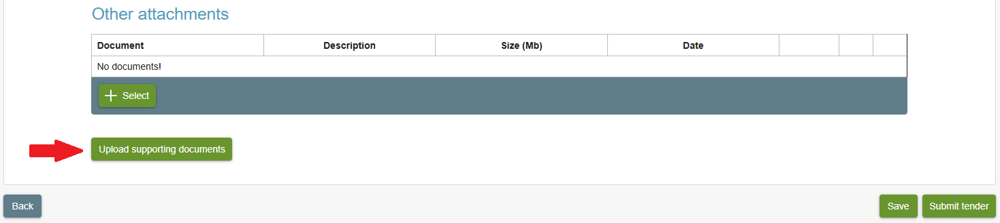 Other attachments
Document Description Size (Mb) Date
No documents!
Select
Upload supporting documents
Back Save Submit tender